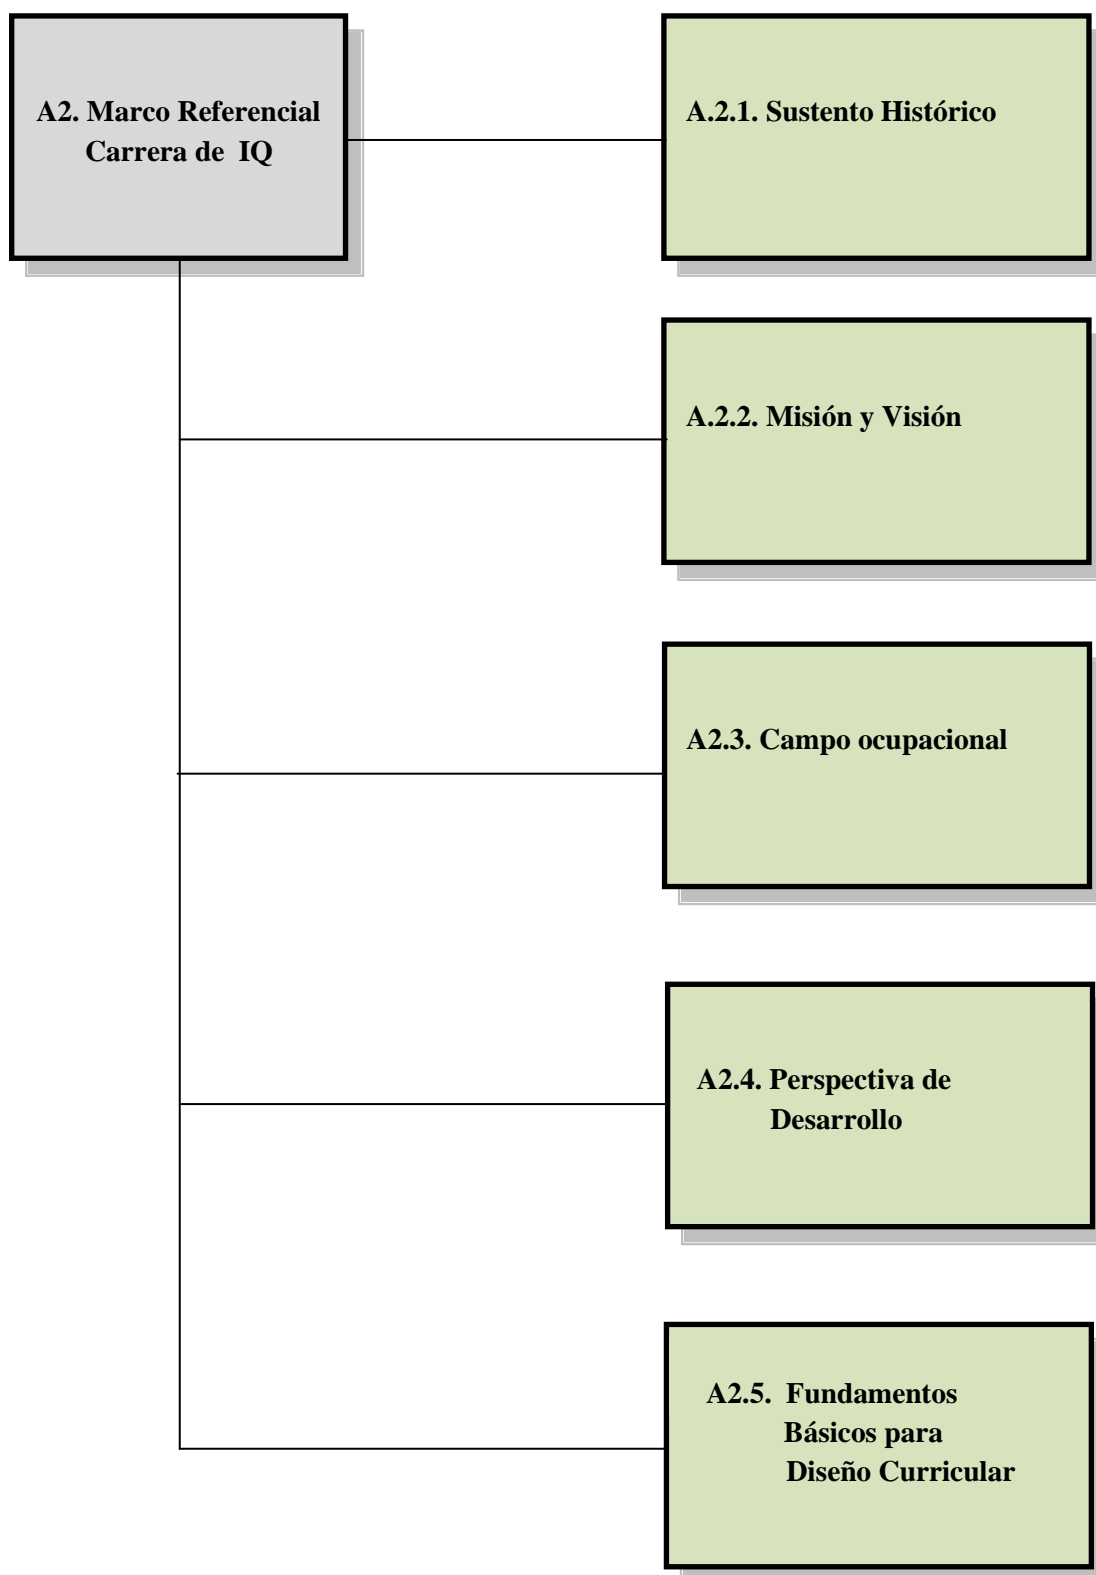 A2. Marco Referencial
Carrera de IQ
A.2.1. Sustento Histórico
A.2.2. Misión y Visión
A2.3. Campo ocupacional
A2.4. Perspectiva de
Desarrollo
A2.5. Fundamentos
Básicos para
Diseño Curricular